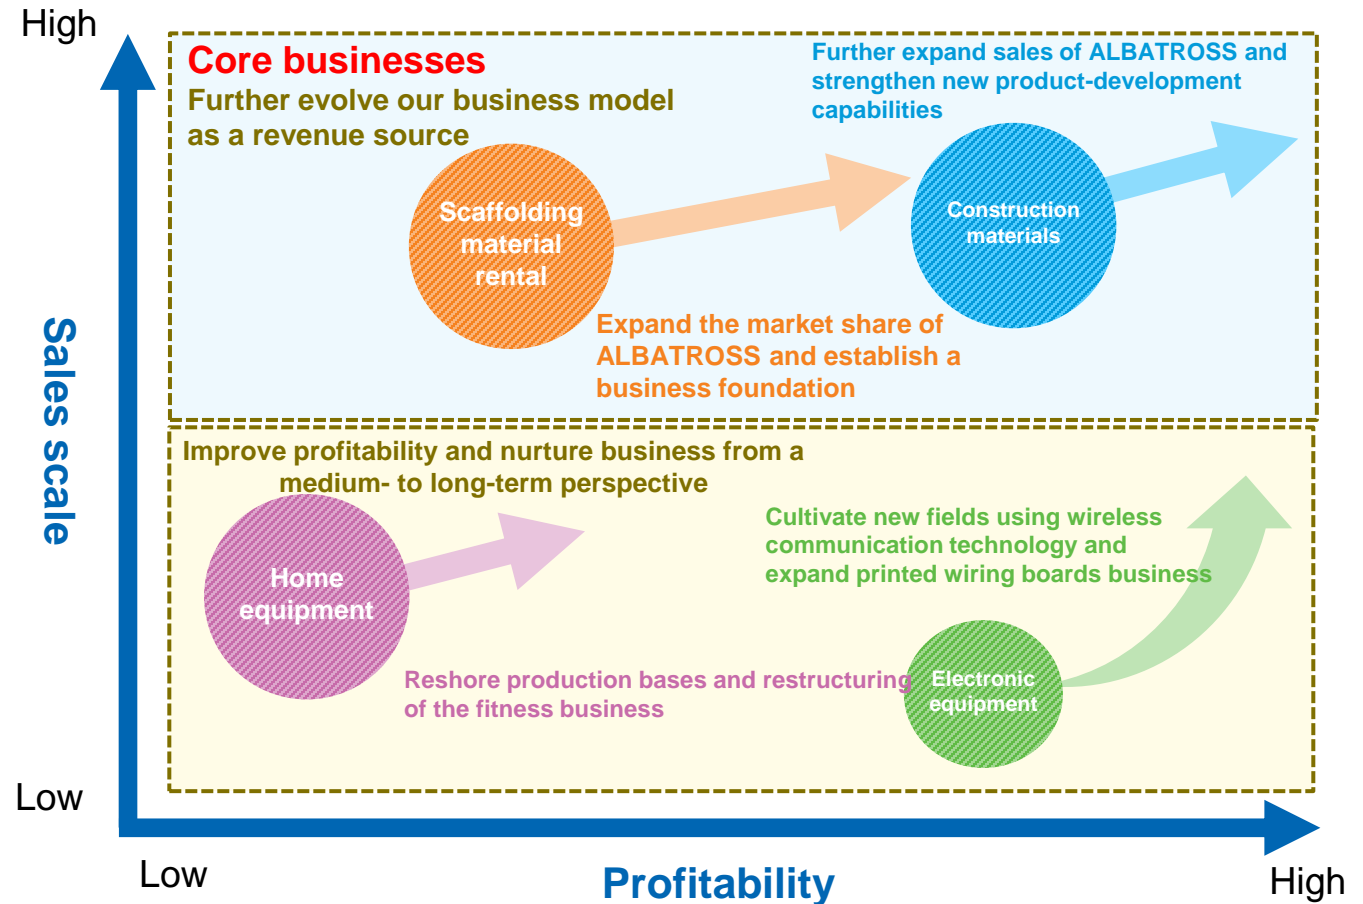 High
Core businesses
Further evolve our business model
as a revenue source
Further expand sales of ALBATROSS and
strengthen new product-development
capabilities
Scaffolding
material
rental
Construction
materials
Expand the market share of
ALBATROSS and establish a
business foundation
Sales scale
Improve profitability and nurture business from a
medium- to long-term perspective
Cultivate new fields using wireless
communication technology and
expand printed wiring boards business
Home
equipment
Reshore production bases and restructuring
of the fitness business
Electronic
equipment
Low
Low
Profitability
High